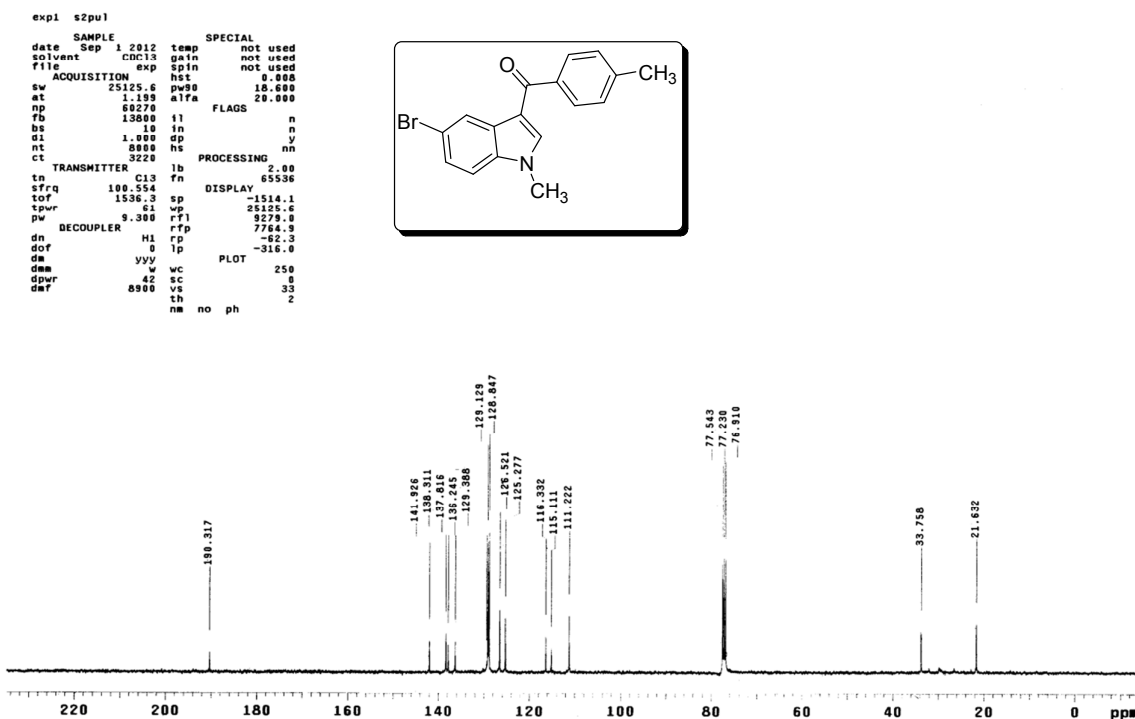 exp1 s2pul
SAMPLE
date Sep 1 2012
solvent CDCl3
file exp
ACQUISITION
sw 25125.6
at 1.199
np 60270
fb 13800
bs 10
d1 1.000
nt 8000
ct 3220
TRANSMITTER
tn C13
sfrq 100.554
tof 1536.3
tpwr 61
pw 9.300
DECOUPLER
dn H1
dof 0
dm yyy
dmm w
dpwr 42
dmf 8900
SPECIAL
temp not used
gain not used
spin not used
hst 0.008
pw90 18.600
alfa 20.000
FLAGS
il n
in n
dp y
hs nn
PROCESSING
lb 2.00
fn 65536
DISPLAY
sp -1514.1
wp 25125.6
rfl 9279.0
rfp 7764.9
rp -62.3
lp -316.0
PLOT
wc 250
sc 0
vs 33
th 2
nm no ph
O
CH3
Br
N
CH3
190.317
141.926
138.311
137.816
136.245
129.388
129.129
128.847
126.521
125.277
116.332
115.111
111.222
77.543
77.230
76.910
33.758
21.632
220 200 180 160 140 120 100 80 60 40 20 0 ppm